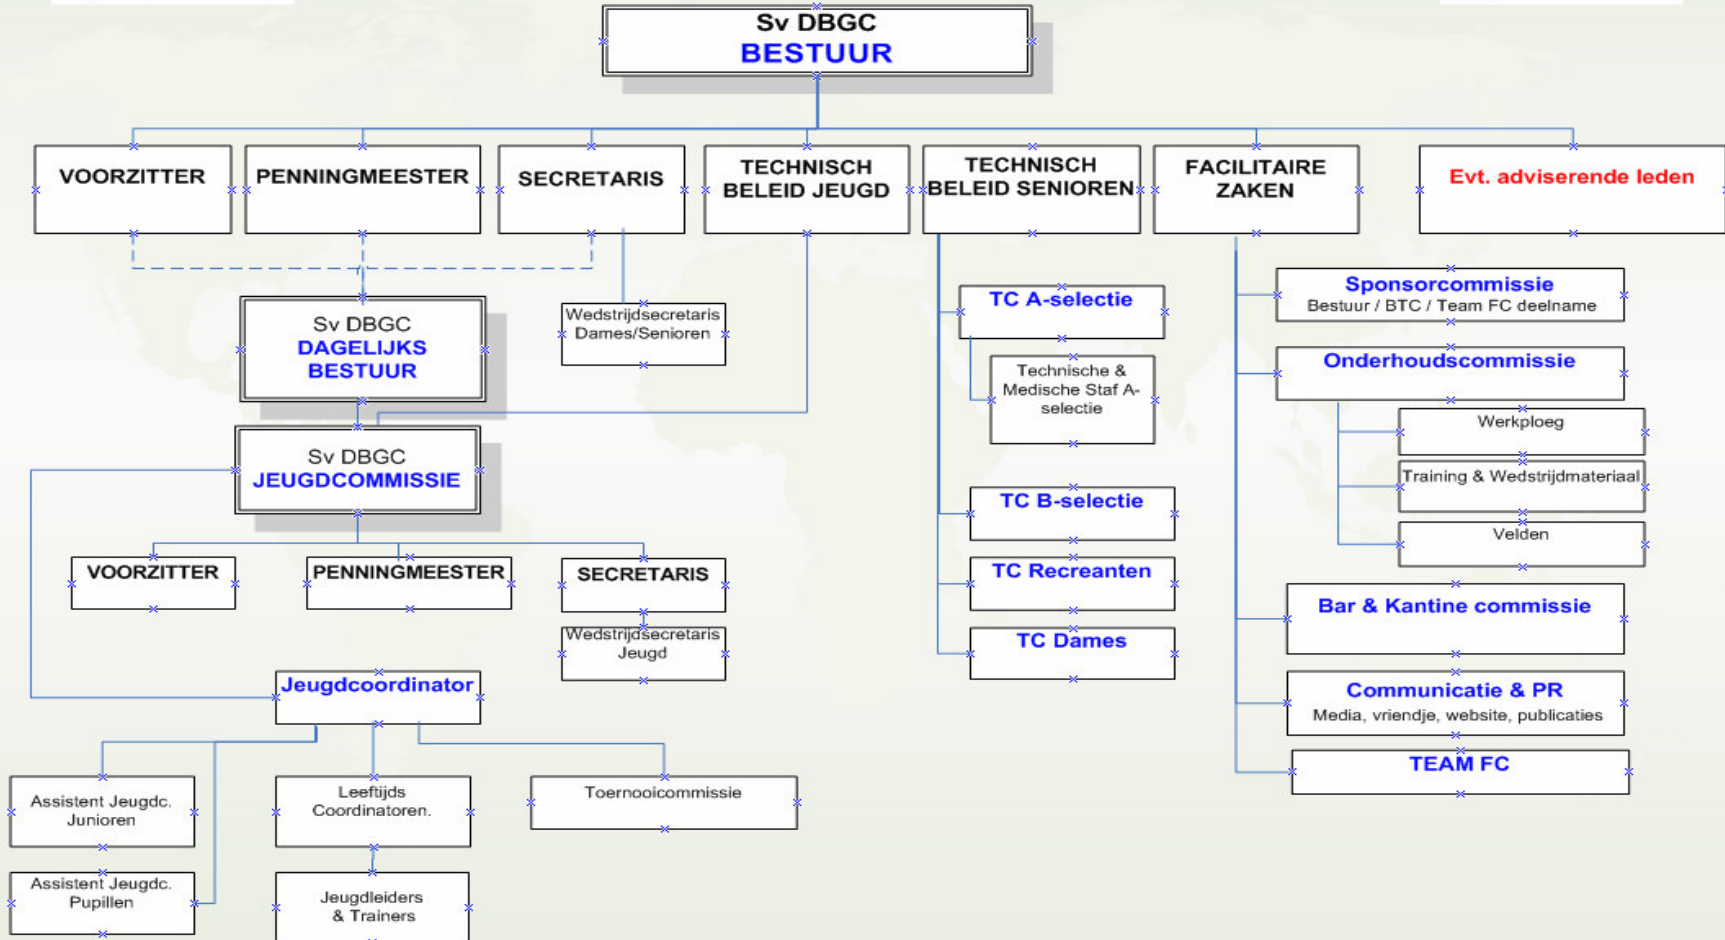 Sv DBGC
BESTUUR
VOORZITTER
PENNINGMEESTER
SECRETARIS
TECHNISCH
BELEID JEUGD
TECHNISCH
BELEID SENIOREN
FACILITAIRE
ZAKEN
Evt. adviserende leden
Sv DBGC
DAGELIJKS
BESTUUR
Wedstrijdsecretaris
Dames/Senioren
TC A-selectie
Technische &
Medische Staf A-
selectie
Sponsorcommissie
Bestuur / BTC / Team FC deelname
Onderhoudscommissie
Werkploeg
Training & Wedstrijdmateriaal
Velden
Sv DBGC
JEUGDCOMMISSIE
VOORZITTER
PENNINGMEESTER
SECRETARIS
Wedstrijdsecretaris
Jeugd
TC B-selectie
TC Recreanten
TC Dames
Bar & Kantine commissie
Communicatie & PR
Media, vriendje, website, publicaties
TEAM FC
Jeugdcoordinator
Assistent Jeugdc.
Junioren
Leeftijds
Coordinatoren.
Toernooicommissie
Assistent Jeugdc.
Pupillen
Jeugdleiders
& Trainers